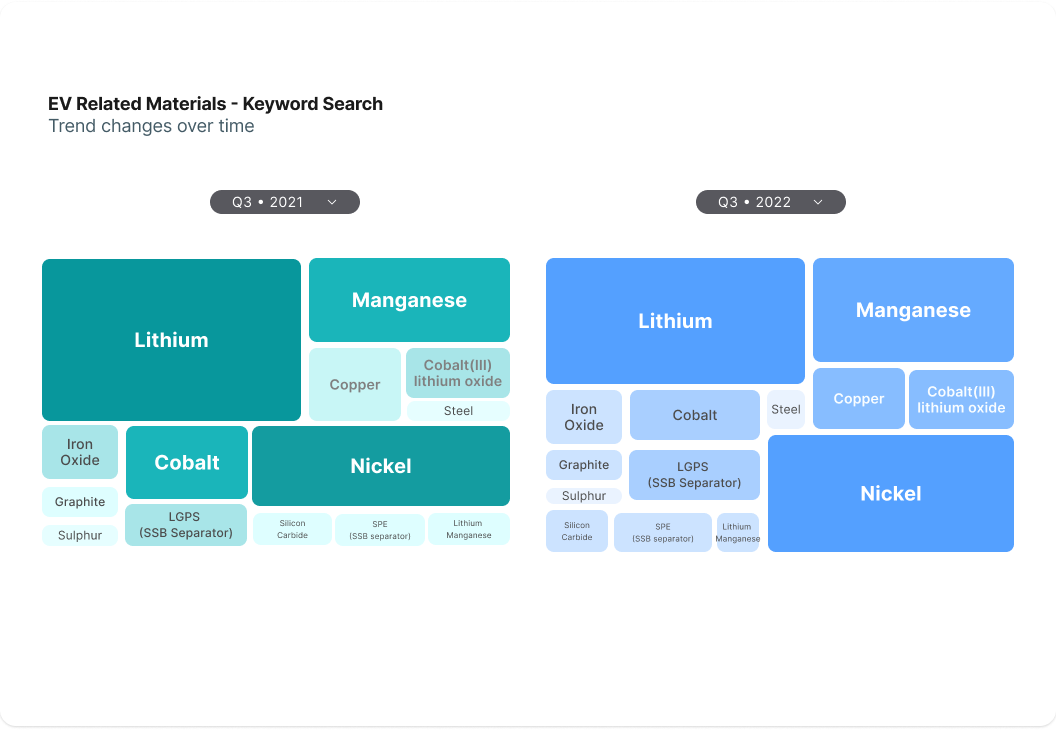 EV Related Materials - Keyword Search
Trend changes over time
Q3 • 2021
Lithium
Manganese
Copper
Cobalt(III)
lithium oxide
Steel
Iron
Oxide
Cobalt
Nickel
Graphite
LGPS
(SSB Separator)
Sulphur
Silicon
Carbide
SPE
(SSB separator)
Lithium
Manganese
Q3 • 2022
Lithium
Manganese
Copper
Cobalt(III)
lithium oxide
Iron
Oxide
Cobalt
Steel
Graphite
LGPS
(SSB Separator)
Sulphur
Nickel
Silicon
Carbide
SPE
(SSB separator)
Lithium
Manganese